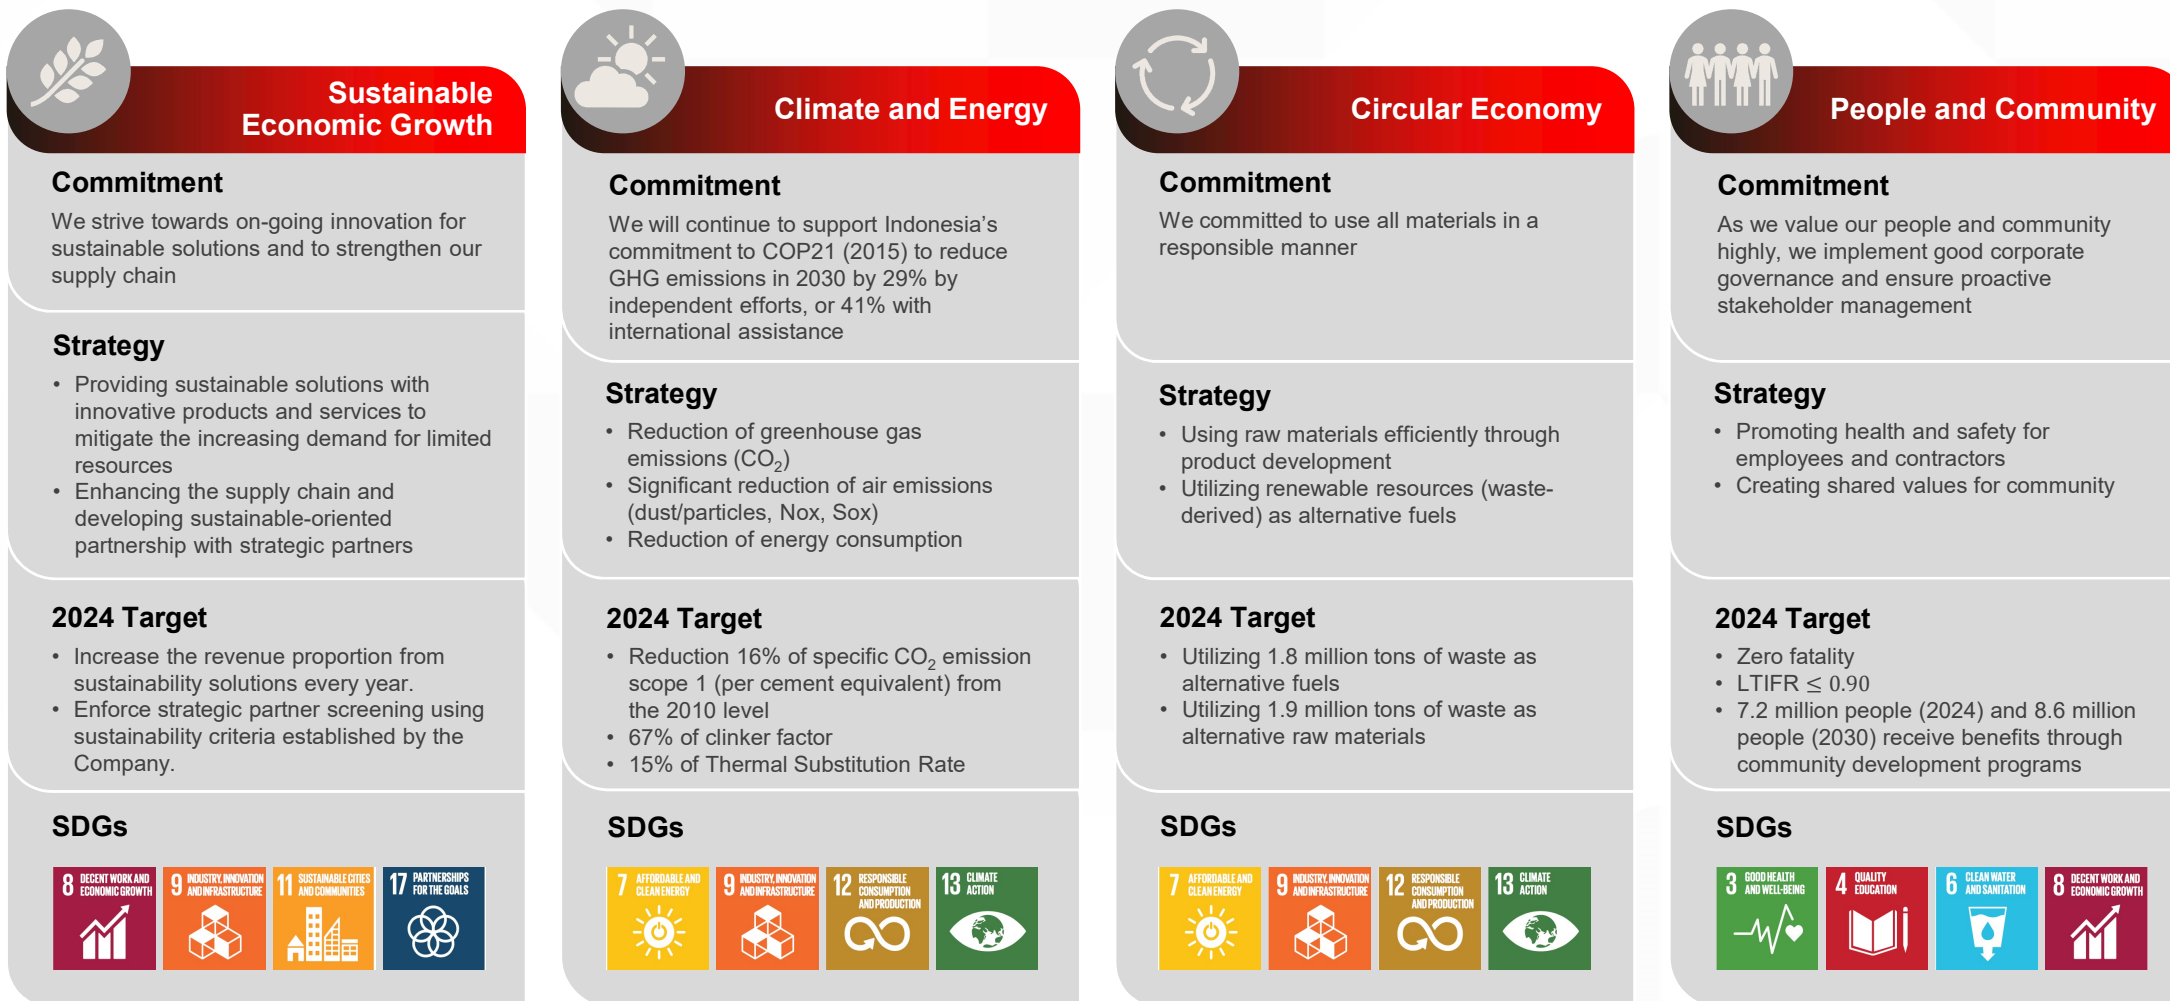 Sustainable
Economic Growth
Commitment
We strive towards on-going innovation for
sustainable solutions and to strengthen our
supply chain
Strategy
• Providing sustainable solutions with
innovative products and services to
mitigate the increasing demand for limited
resources
• Enhancing the supply chain and
developing sustainable-oriented
partnership with strategic partners
2024 Target
• Increase the revenue proportion from
sustainability solutions every year.
• Enforce strategic partner screening using
sustainability criteria established by the
Company.
SDGs
8 DECENT WORK AND
ECONOMIC GROWTH
9 INDUSTRY, INNOVATION
AND INFRASTRUCTURE
11 SUSTAINABLE CITIES
AND COMMUNITIES
17 PARTNERSHIPS
FOR THE GOALS
Climate and Energy
Commitment
We will continue to support Indonesia’s
commitment to COP21 (2015) to reduce
GHG emissions in 2030 by 29% by
independent efforts, or 41% with
international assistance
Strategy
• Reduction of greenhouse gas
emissions (CO₂)
• Significant reduction of air emissions
(dust/particles, Nox, Sox)
• Reduction of energy consumption
2024 Target
• Reduction 16% of specific CO₂ emission
scope 1 (per cement equivalent) from
the 2010 level
• 67% of clinker factor
• 15% of Thermal Substitution Rate
SDGs
7 AFFORDABLE AND
CLEAN ENERGY
9 INDUSTRY, INNOVATION
AND INFRASTRUCTURE
12 RESPONSIBLE
CONSUMPTION
AND PRODUCTION
13 CLIMATE
ACTION
Circular Economy
Commitment
We committed to use all materials in a
responsible manner
Strategy
• Using raw materials efficiently through
product development
• Utilizing renewable resources (waste-
derived) as alternative fuels
2024 Target
• Utilizing 1.8 million tons of waste as
alternative fuels
• Utilizing 1.9 million tons of waste as
alternative raw materials
SDGs
7 AFFORDABLE AND
CLEAN ENERGY
9 INDUSTRY, INNOVATION
AND INFRASTRUCTURE
12 RESPONSIBLE
CONSUMPTION
AND PRODUCTION
13 CLIMATE
ACTION
People and Community
Commitment
As we value our people and community
highly, we implement good corporate
governance and ensure proactive
stakeholder management
Strategy
• Promoting health and safety for
employees and contractors
• Creating shared values for community
2024 Target
• Zero fatality
• LTIFR ≤ 0.90
• 7.2 million people (2024) and 8.6 million
people (2030) receive benefits through
community development programs
SDGs
3 GOOD HEALTH
AND WELL-BEING
4 QUALITY
EDUCATION
6 CLEAN WATER
AND SANITATION
8 DECENT WORK AND
ECONOMIC GROWTH